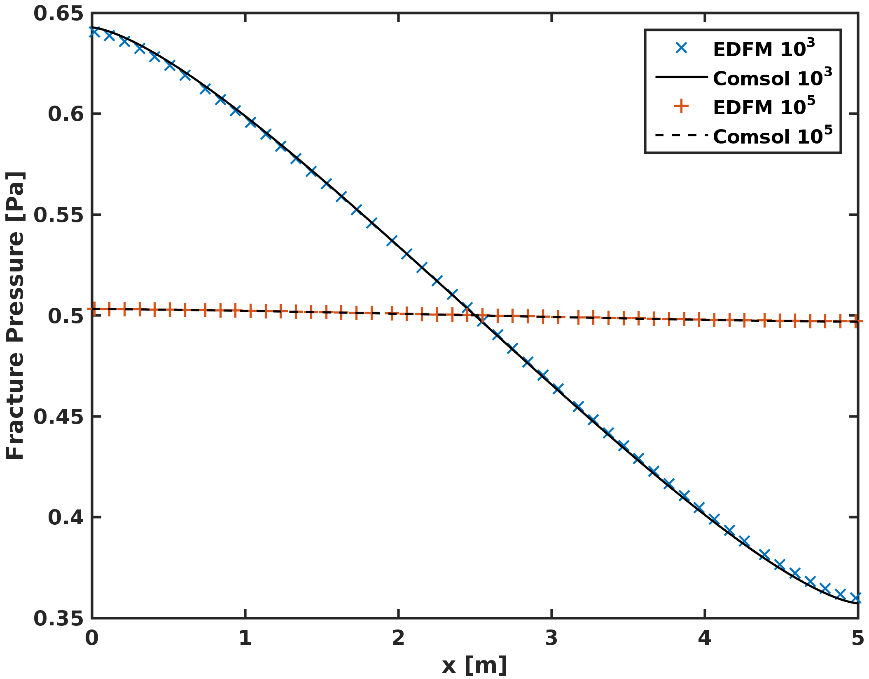 0.65
0.6
0.55
0.5
0.45
0.4
0.35
Fracture Pressure [Pa]
EDFM 10³
Comsol 10³
EDFM 10⁵
Comsol 10⁵
0 1 2 3 4 5
x [m]